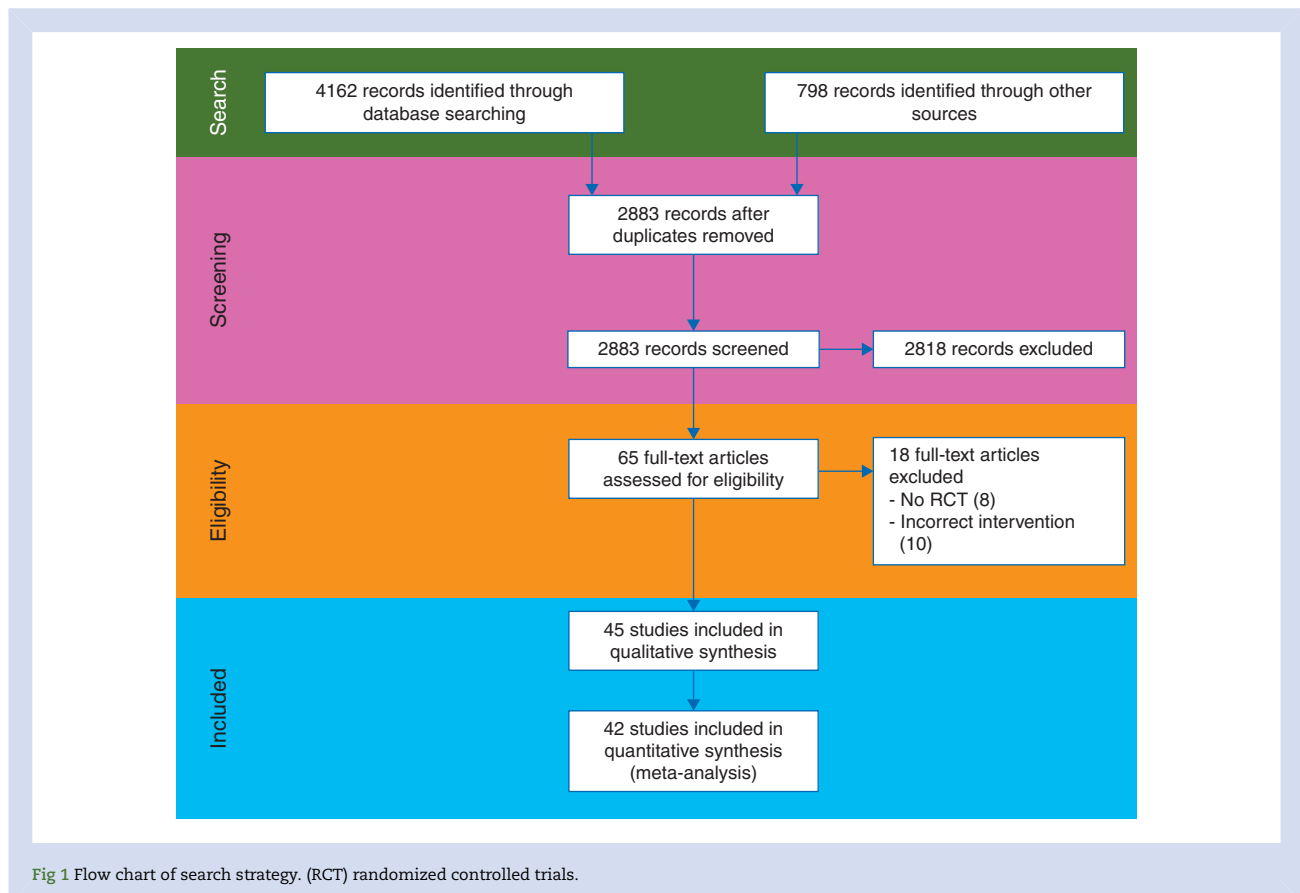 Search
4162 records identified through
database searching
798 records identified through other
sources
Screening
2883 records after
duplicates removed
2883 records screened
2818 records excluded
Eligibility
65 full-text articles
assessed for eligibility
18 full-text articles
excluded
- No RCT (8)
- Incorrect intervention
(10)
Included
45 studies included in
qualitative synthesis
42 studies included in
quantitative synthesis
(meta-analysis)
Fig 1 Flow chart of search strategy. (RCT) randomized controlled trials.